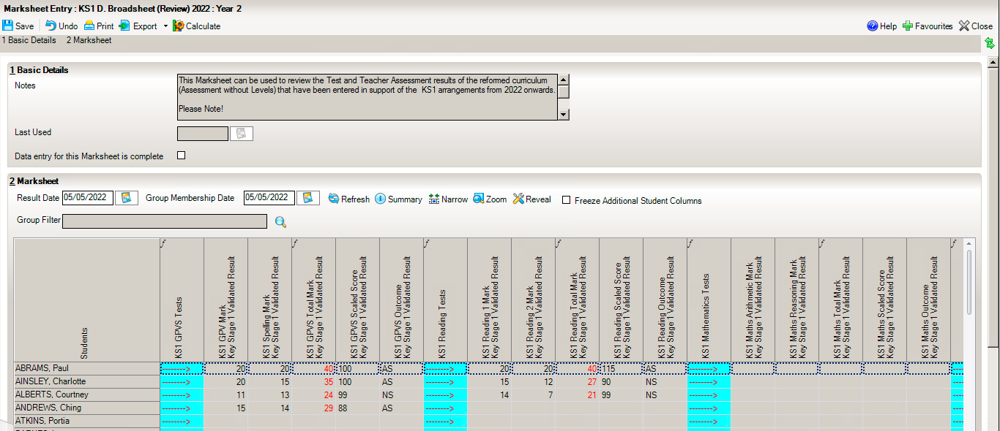 Marksheet Entry : KS1 D. Broadsheet (Review) 2022 : Year 2
Save Undo Print Export Calculate Help Favourites Close
1 Basic Details 2 Marksheet
1 Basic Details
Notes
This Marksheet can be used to review the Test and Teacher Assessment results of the reformed curriculum
(Assessment without Levels) that have been entered in support of the KS1 arrangements from 2022 onwards.
Please Note!
Last Used
Data entry for this Marksheet is complete
2 Marksheet
Result Date 05/05/2022 Group Membership Date 05/05/2022 Refresh Summary Narrow Zoom Reveal Freeze Additional Student Columns
Group Filter
Students
KS1 GPVS Tests
KS1 GPV Mark
Key Stage 1 Validated Result
KS1 Spelling Mark
Key Stage 1 Validated Result
KS1 GPVS Total Mark
Key Stage 1 Validated Result
KS1 GPVS Scaled Score
Key Stage 1 Validated Result
KS1 GPVS Outcome
Key Stage 1 Validated Result
KS1 Reading Tests
KS1 Reading 1 Mark
Key Stage 1 Validated Result
KS1 Reading 2 Mark
Key Stage 1 Validated Result
KS1 Reading Total Mark
Key Stage 1 Validated Result
KS1 Reading Scaled Score
Key Stage 1 Validated Result
KS1 Reading Outcome
Key Stage 1 Validated Result
KS1 Mathematics Tests
KS1 Maths Arithmetic Mark
Key Stage 1 Validated Result
KS1 Maths Reasoning Mark
Key Stage 1 Validated Result
KS1 Maths Total Mark
Key Stage 1 Validated Result
KS1 Maths Scaled Score
Key Stage 1 Validated Result
KS1 Maths Outcome
Key Stage 1 Validated Result
ABRAMS, Paul -------> 20 20 40 100 AS -------> 20 20 40 115 AS ------->
AINSLEY, Charlotte -------> 20 15 35 100 AS -------> 15 12 27 90 NS ------->
ALBERTS, Courtney -------> 11 13 24 99 NS -------> 14 7 21 99 NS ------->
ANDREWS, Ching -------> 15 14 29 88 AS -------> ------->
ATKINS, Portia -------> -------> ------->